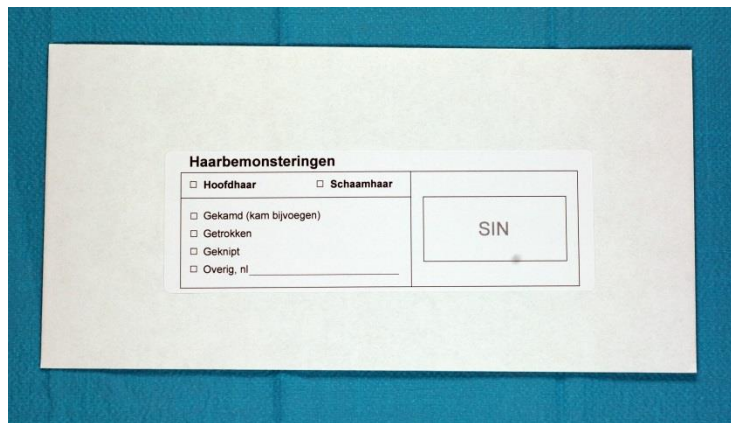 Haarbemonsteringen
☐ Hoofdhaar ☐ Schaamhaar
☐ Gekamd (kam bijvoegen)
☐ Getrokken
☐ Geknipt
☐ Overig, nl
SIN